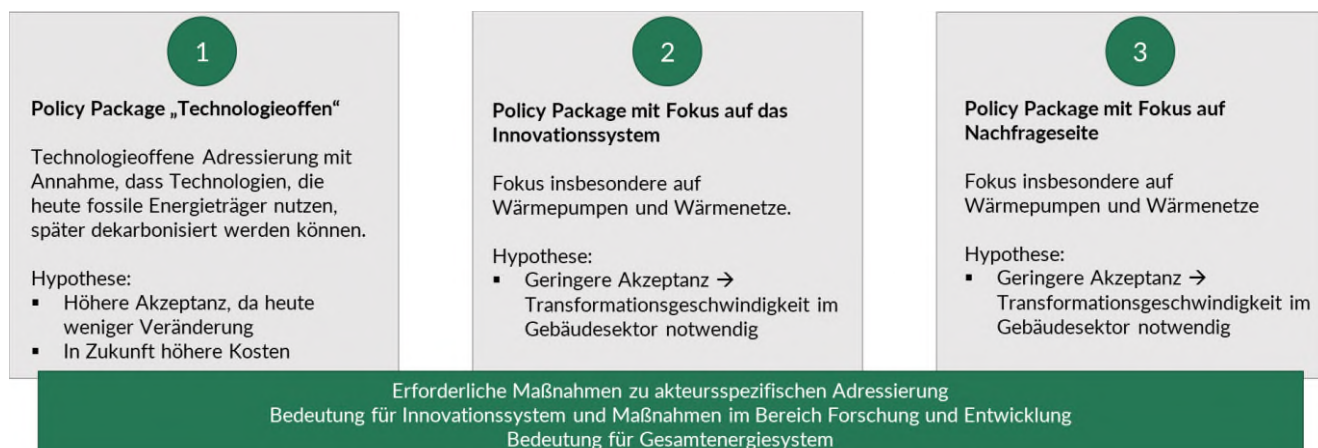 1
Policy Package „Technologieoffen“
Technologieoffene Adressierung mit
Annahme, dass Technologien, die
heute fossile Energieträger nutzen,
später dekarbonisiert werden können.
Hypothese:
▪ Höhere Akzeptanz, da heute
weniger Veränderung
▪ In Zukunft höhere Kosten
2
Policy Package mit Fokus auf das
Innovationssystem
Fokus insbesondere auf
Wärmepumpen und Wärmenetze.
Hypothese:
▪ Geringere Akzeptanz →
Transformationsgeschwindigkeit im
Gebäudesektor notwendig
3
Policy Package mit Fokus auf
Nachfrageseite
Fokus insbesondere auf
Wärmepumpen und Wärmenetze
Hypothese:
▪ Geringere Akzeptanz →
Transformationsgeschwindigkeit im
Gebäudesektor notwendig
Erforderliche Maßnahmen zu akteursspezifischen Adressierung
Bedeutung für Innovationssystem und Maßnahmen im Bereich Forschung und Entwicklung
Bedeutung für Gesamtenergiesystem